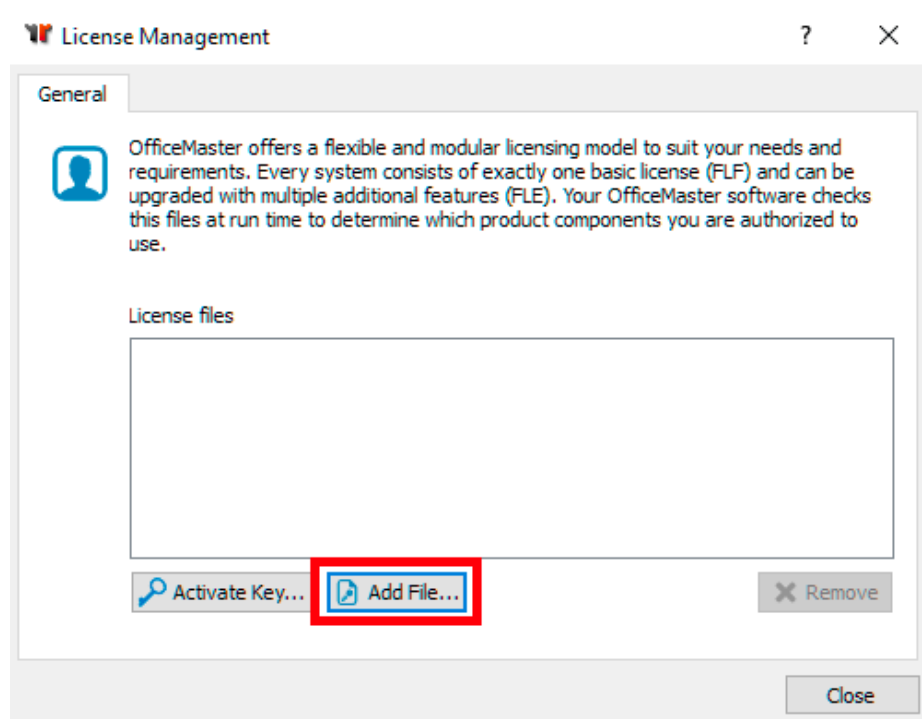 License Management
?
General
OfficeMaster offers a flexible and modular licensing model to suit your needs and
requirements. Every system consists of exactly one basic license (FLF) and can be
upgraded with multiple additional features (FLE). Your OfficeMaster software checks
this files at run time to determine which product components you are authorized to
use.
License files
Activate Key... Add File... Remove
Close